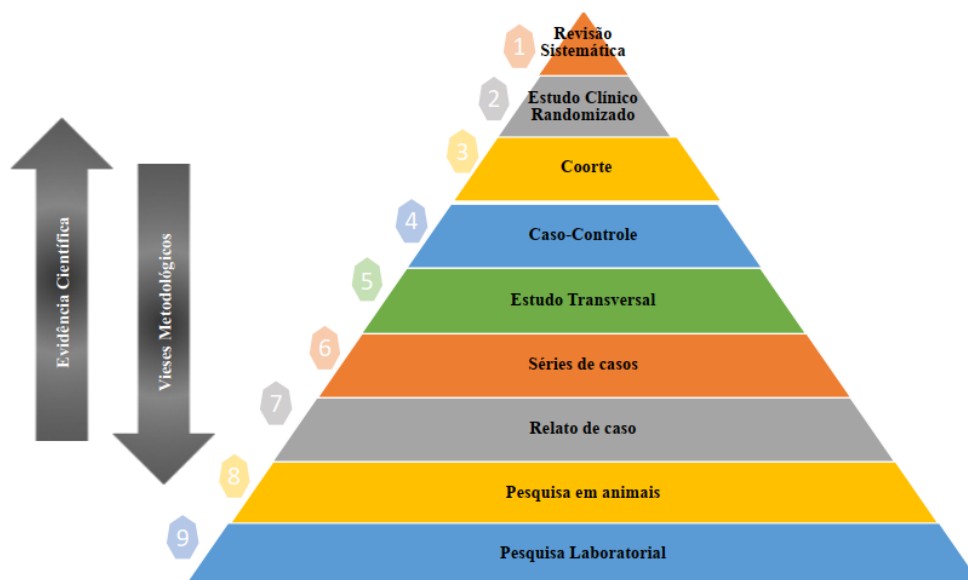 1
Revisão
Sistemática
2
Estudo Clínico
Randomizado
3
Coorte
4
Caso-Controle
5
Estudo Transversal
6
Séries de casos
7
Relato de caso
8
Pesquisa em animais
9
Pesquisa Laboratorial
Evidência Científica
Vieses Metodológicos